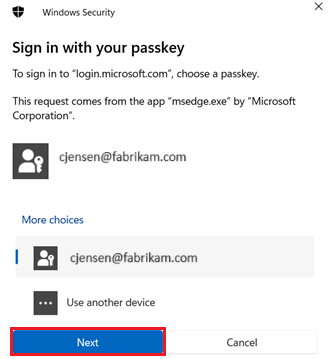 Windows Security
Sign in with your passkey
To sign in to “login.microsoft.com”, choose a passkey.
This request comes from the app “msedge.exe” by “Microsoft
Corporation”.
cjensen@fabrikam.com
More choices
cjensen@fabrikam.com
Use another device
Next
Cancel